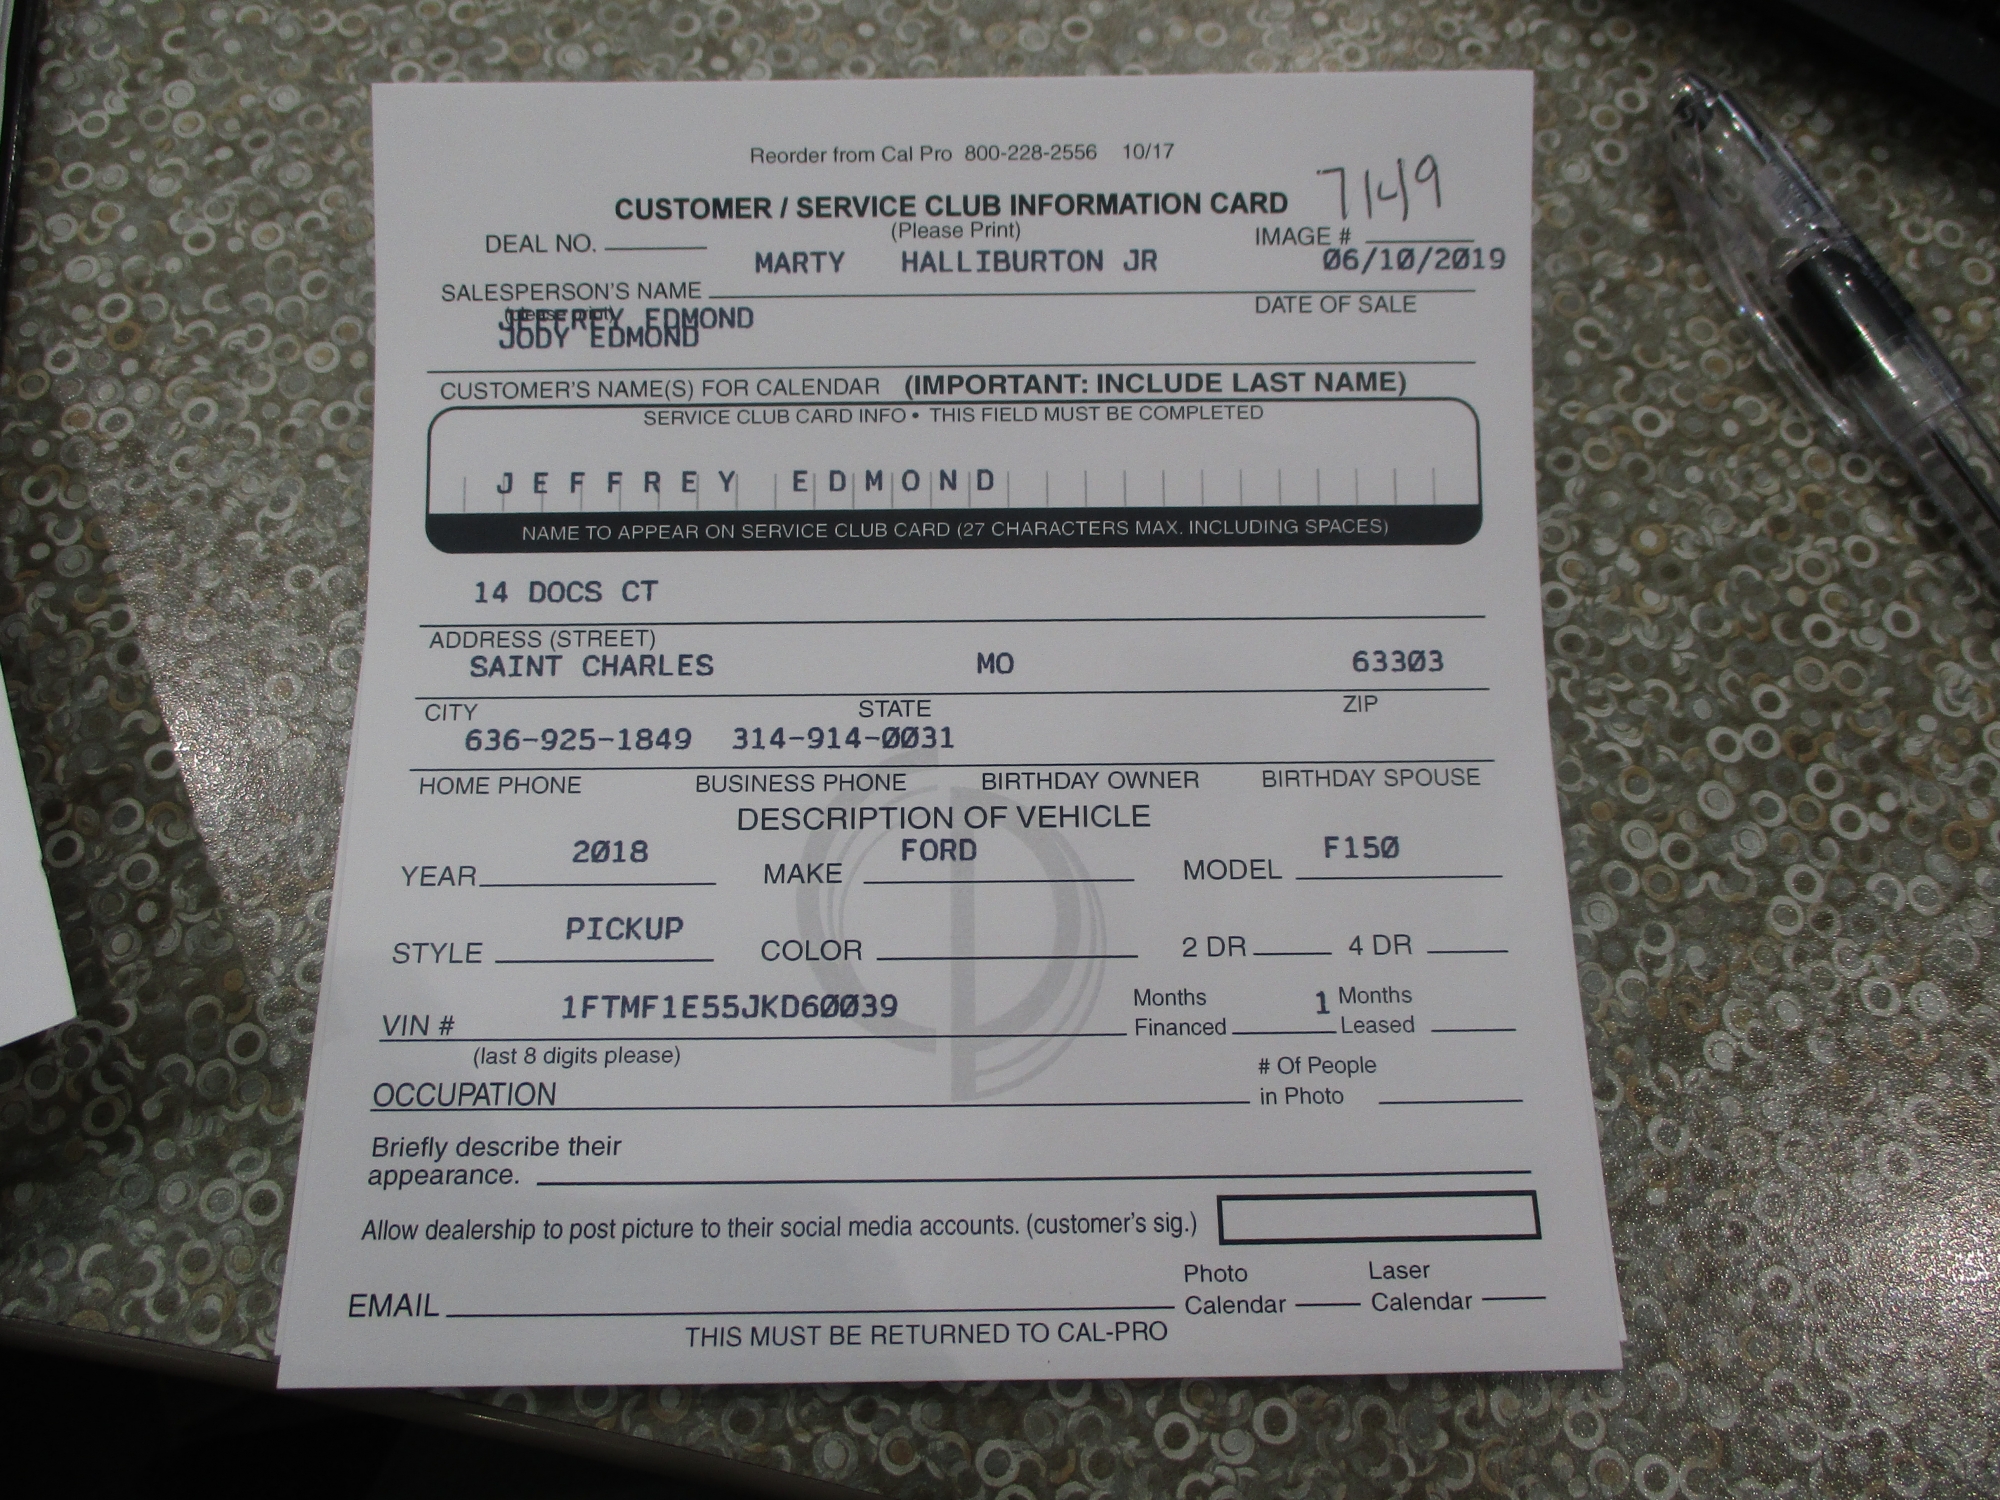 Reorder from Cal Pro 800-228-2556 10/17
CUSTOMER / SERVICE CLUB INFORMATION CARD 7149
(Please Print)
DEAL NO. IMAGE #
MARTY HALLIBURTON JR 06/10/2019
SALESPERSON'S NAME DATE OF SALE
(please print)
JEFFREY EDMOND
JODY EDMOND
CUSTOMER'S NAME(S) FOR CALENDAR (IMPORTANT: INCLUDE LAST NAME)
SERVICE CLUB CARD INFO • THIS FIELD MUST BE COMPLETED
JEFFREY EDMOND
NAME TO APPEAR ON SERVICE CLUB CARD (27 CHARACTERS MAX. INCLUDING SPACES)
14 DOCS CT
ADDRESS (STREET)
SAINT CHARLES MO 63303
CITY STATE ZIP
636-925-1849 314-914-0031
HOME PHONE BUSINESS PHONE BIRTHDAY OWNER BIRTHDAY SPOUSE
DESCRIPTION OF VEHICLE
YEAR 2018 MAKE FORD MODEL F150
STYLE PICKUP COLOR 2 DR 4 DR
VIN # 1FTMF1E55JKD60039 Months Financed 1 Months Leased
(last 8 digits please)
OCCUPATION # Of People in Photo
Briefly describe their
appearance.
Allow dealership to post picture to their social media accounts. (customer's sig.)
EMAIL Photo Calendar Laser Calendar
THIS MUST BE RETURNED TO CAL-PRO